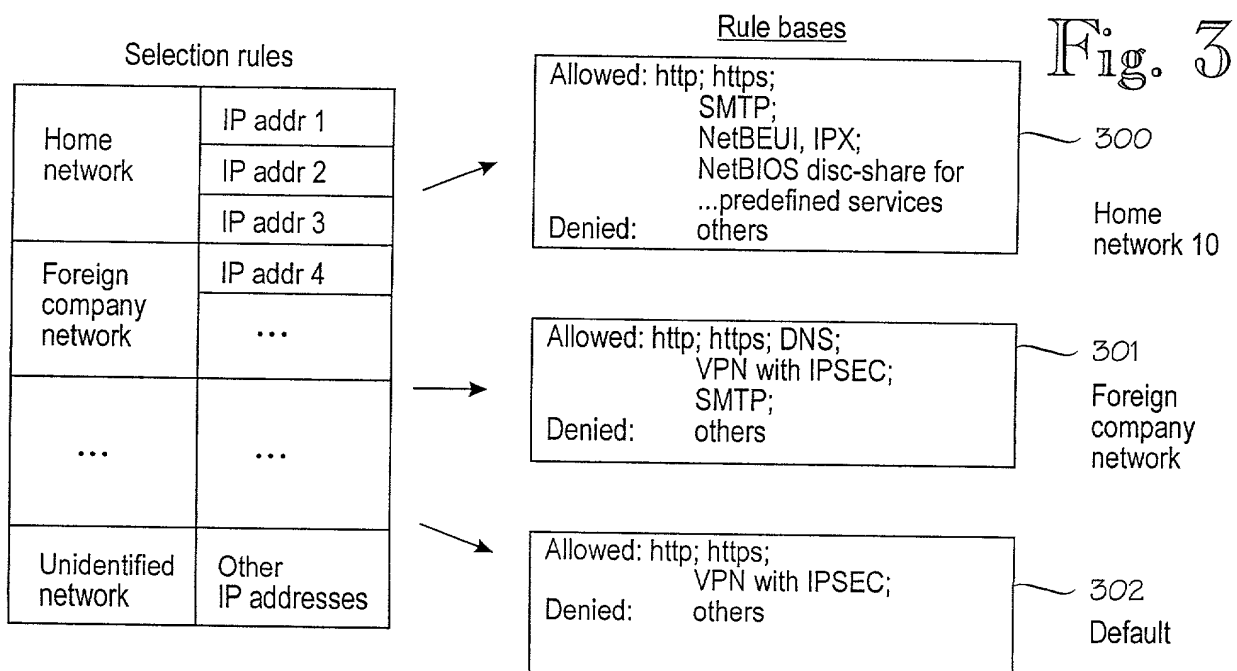 Fig. 3
Selection rules
Home
network
IP addr 1
IP addr 2
IP addr 3
Foreign
company
network
IP addr 4
...
...
...
Unidentified
network
Other
IP addresses
Rule bases
Allowed: http; https;
SMTP;
NetBEUI, IPX;
NetBIOS disc-share for
...predefined services
Denied: others
300
Home
network 10
Allowed: http; https; DNS;
VPN with IPSEC;
SMTP;
Denied: others
301
Foreign
company
network
Allowed: http; https;
VPN with IPSEC;
Denied: others
302
Default